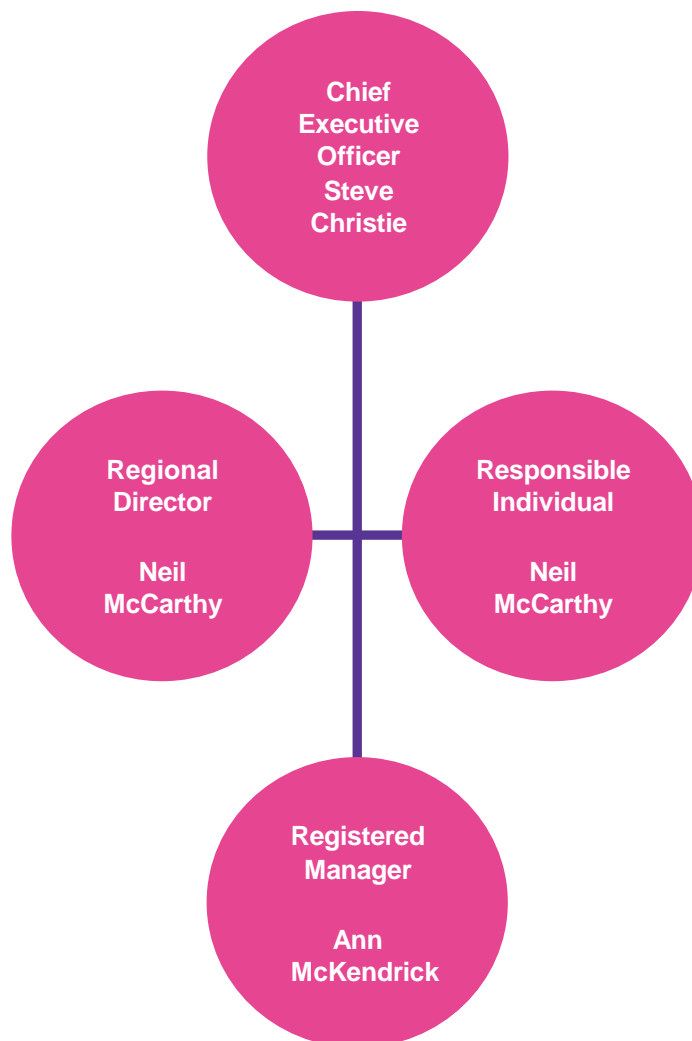 Chief
Executive
Officer
Steve
Christie
Regional
Director
Neil
McCarthy
Responsible
Individual
Neil
McCarthy
Registered
Manager
Ann
McKendrick